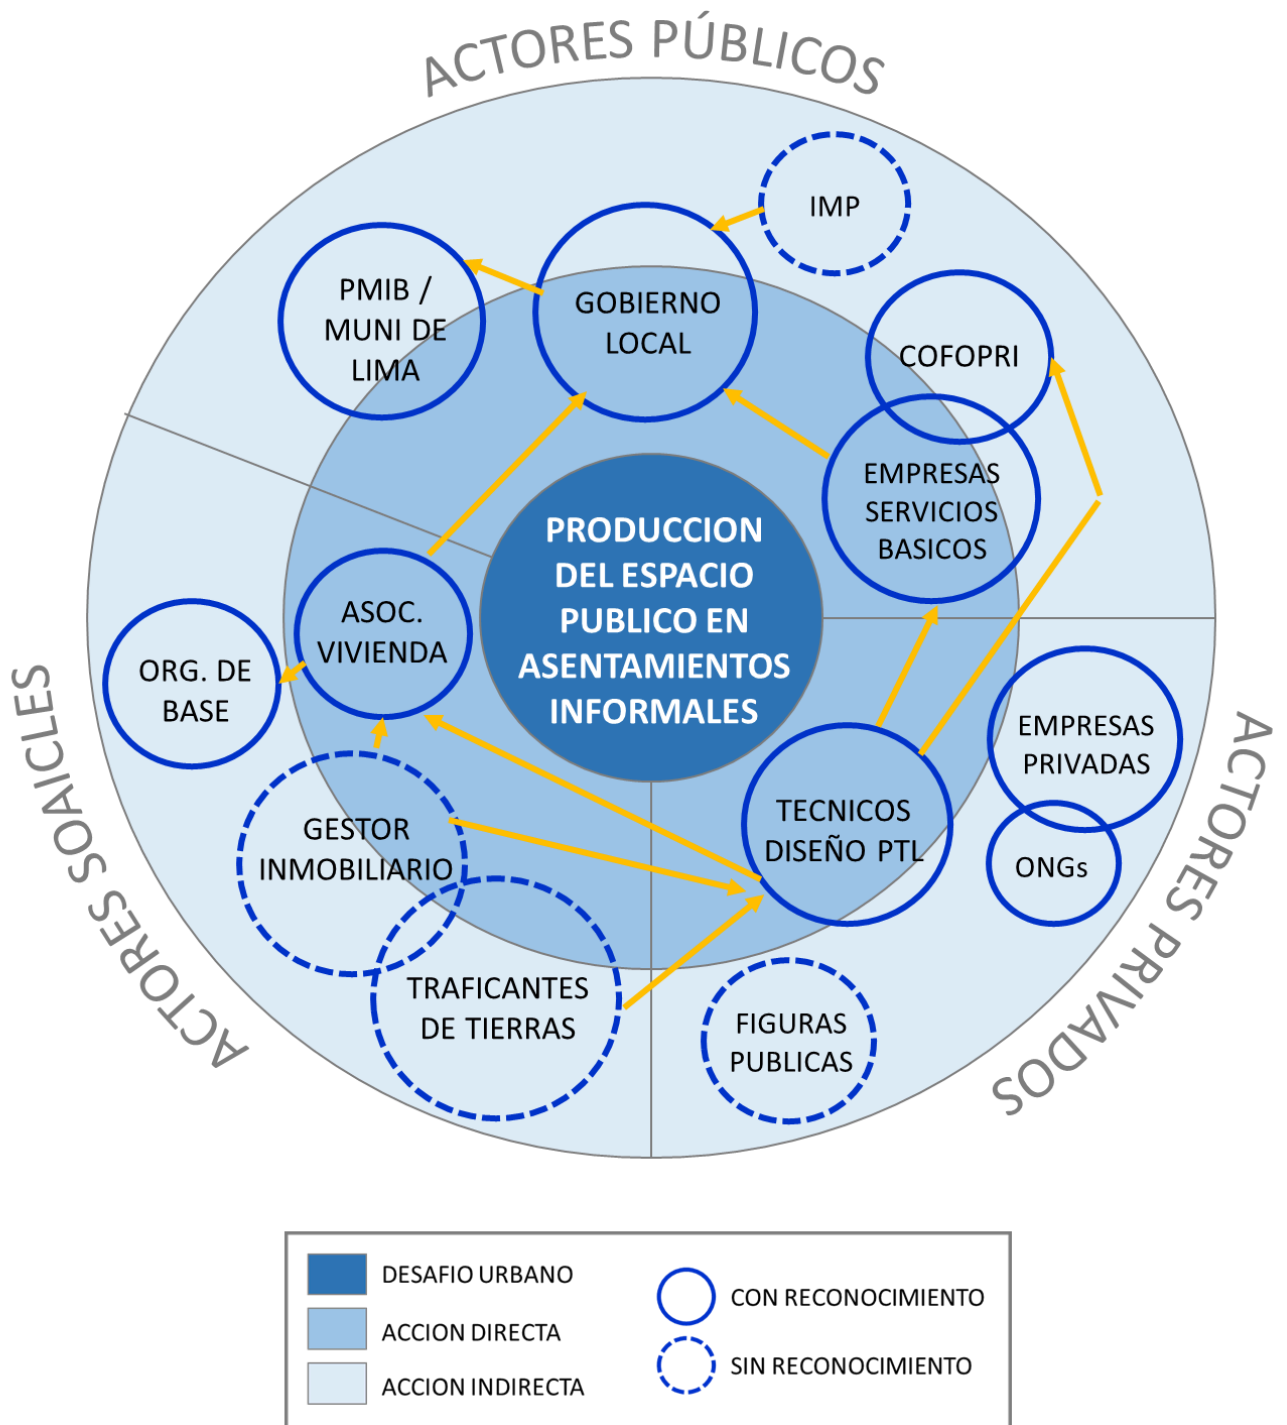 ACTORES PÚBLICOS
IMP
PMIB /
MUNI DE
LIMA
GOBIERNO
LOCAL
COFOPRI
EMPRESAS
SERVICIOS
BASICOS
PRODUCCION
DEL ESPACIO
PUBLICO EN
ASENTAMIENTOS
INFORMALES
ASOC.
VIVIENDA
ORG. DE
BASE
ACTORES SOAICLES
GESTOR
INMOBILIARIO
TRAFICANTES
DE TIERRAS
TECNICOS
DISEÑO PTL
EMPRESAS
PRIVADAS
ONGs
FIGURAS
PUBLICAS
ACTORES PRIVADOS
DESAFIO URBANO
ACCION DIRECTA
ACCION INDIRECTA
CON RECONOCIMIENTO
SIN RECONOCIMIENTO